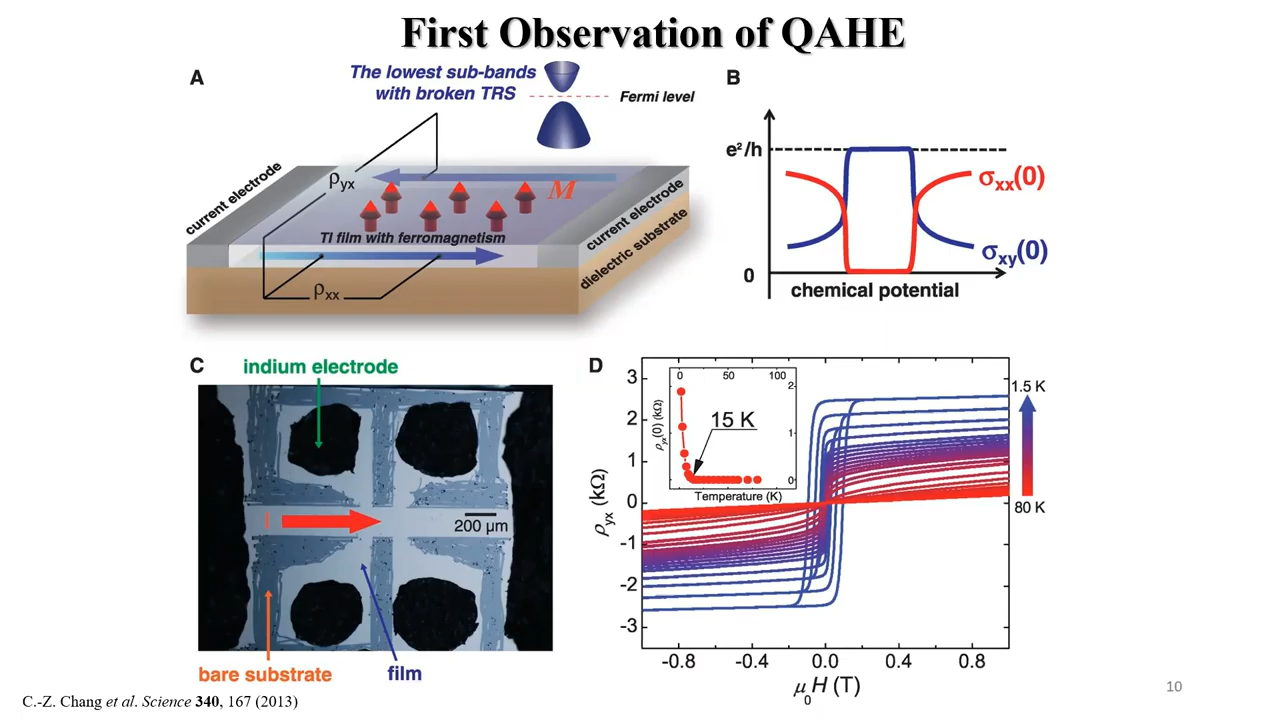 First Observation of QAHE
A
The lowest sub-bands
with broken TRS
Fermi level
current electrode
ρyx
M
TI film with ferromagnetism
current electrode
dielectric substrate
ρxx
B
e²/h
σxx(0)
σxy(0)
0
chemical potential
C
indium electrode
I
200 μm
bare substrate
film
D
3
2
1
0
-1
-2
-3
ρyx (kΩ)
0 50 100
2
1
0
ρyx(0) (kΩ)
15 K
Temperature (K)
1.5 K
80 K
-0.8 -0.4 0.0 0.4 0.8
μ0H (T)
C.-Z. Chang et al. Science 340, 167 (2013)
10